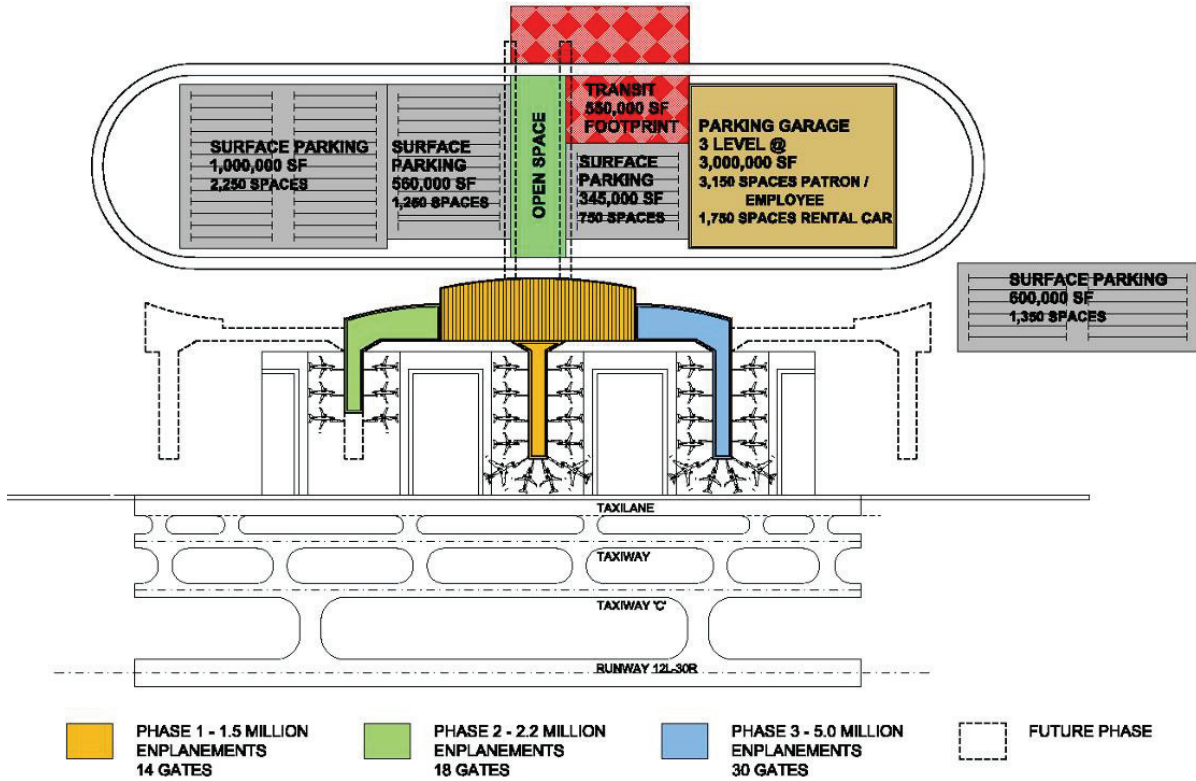 TRANSIT
550,000 SF
FOOTPRINT
SURFACE PARKING
1,000,000 SF
2,250 SPACES
SURFACE
PARKING
560,000 SF
1,250 SPACES
OPEN SPACE
SURFACE
PARKING
345,000 SF
750 SPACES
PARKING GARAGE
3 LEVEL @
3,000,000 SF
3,150 SPACES PATRON /
EMPLOYEE
1,750 SPACES RENTAL CAR
SURFACE PARKING
600,000 SF
1,350 SPACES
TAXILANE
TAXIWAY
TAXIWAY 'C'
RUNWAY 12L-30R
PHASE 1 - 1.5 MILLION
ENPLANEMENTS
14 GATES
PHASE 2 - 2.2 MILLION
ENPLANEMENTS
18 GATES
PHASE 3 - 5.0 MILLION
ENPLANEMENTS
30 GATES
FUTURE PHASE